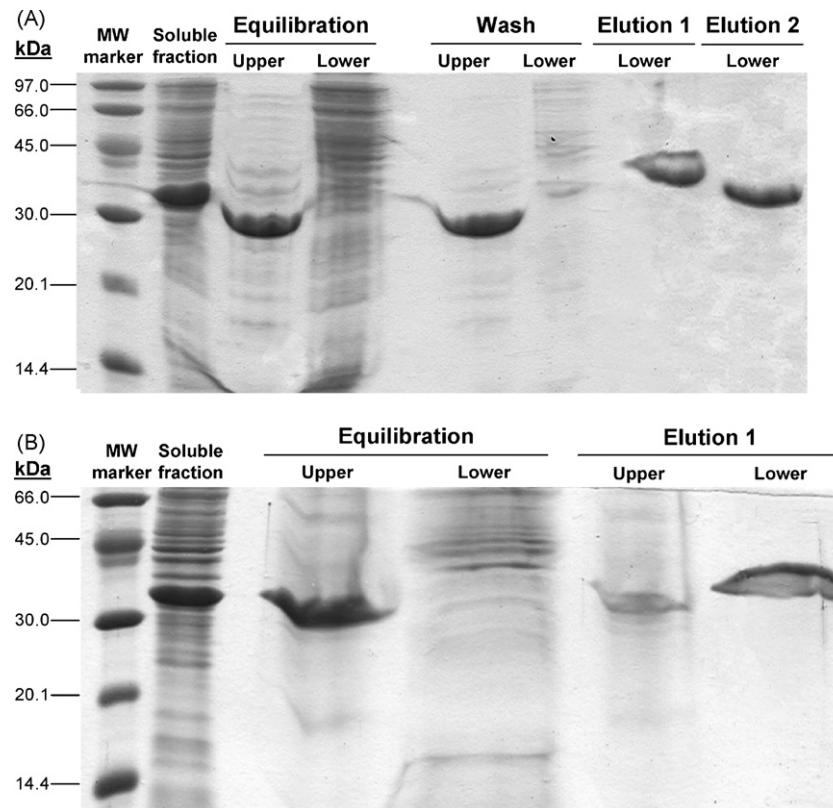 (A)
kDa
MW marker
Soluble fraction
Equilibration
Upper Lower
Wash
Upper Lower
Elution 1
Lower
Elution 2
Lower
97.0
66.0
45.0
30.0
20.1
14.4
(B)
kDa
MW marker
Soluble fraction
Equilibration
Upper Lower
Elution 1
Upper Lower
66.0
45.0
30.0
20.1
14.4